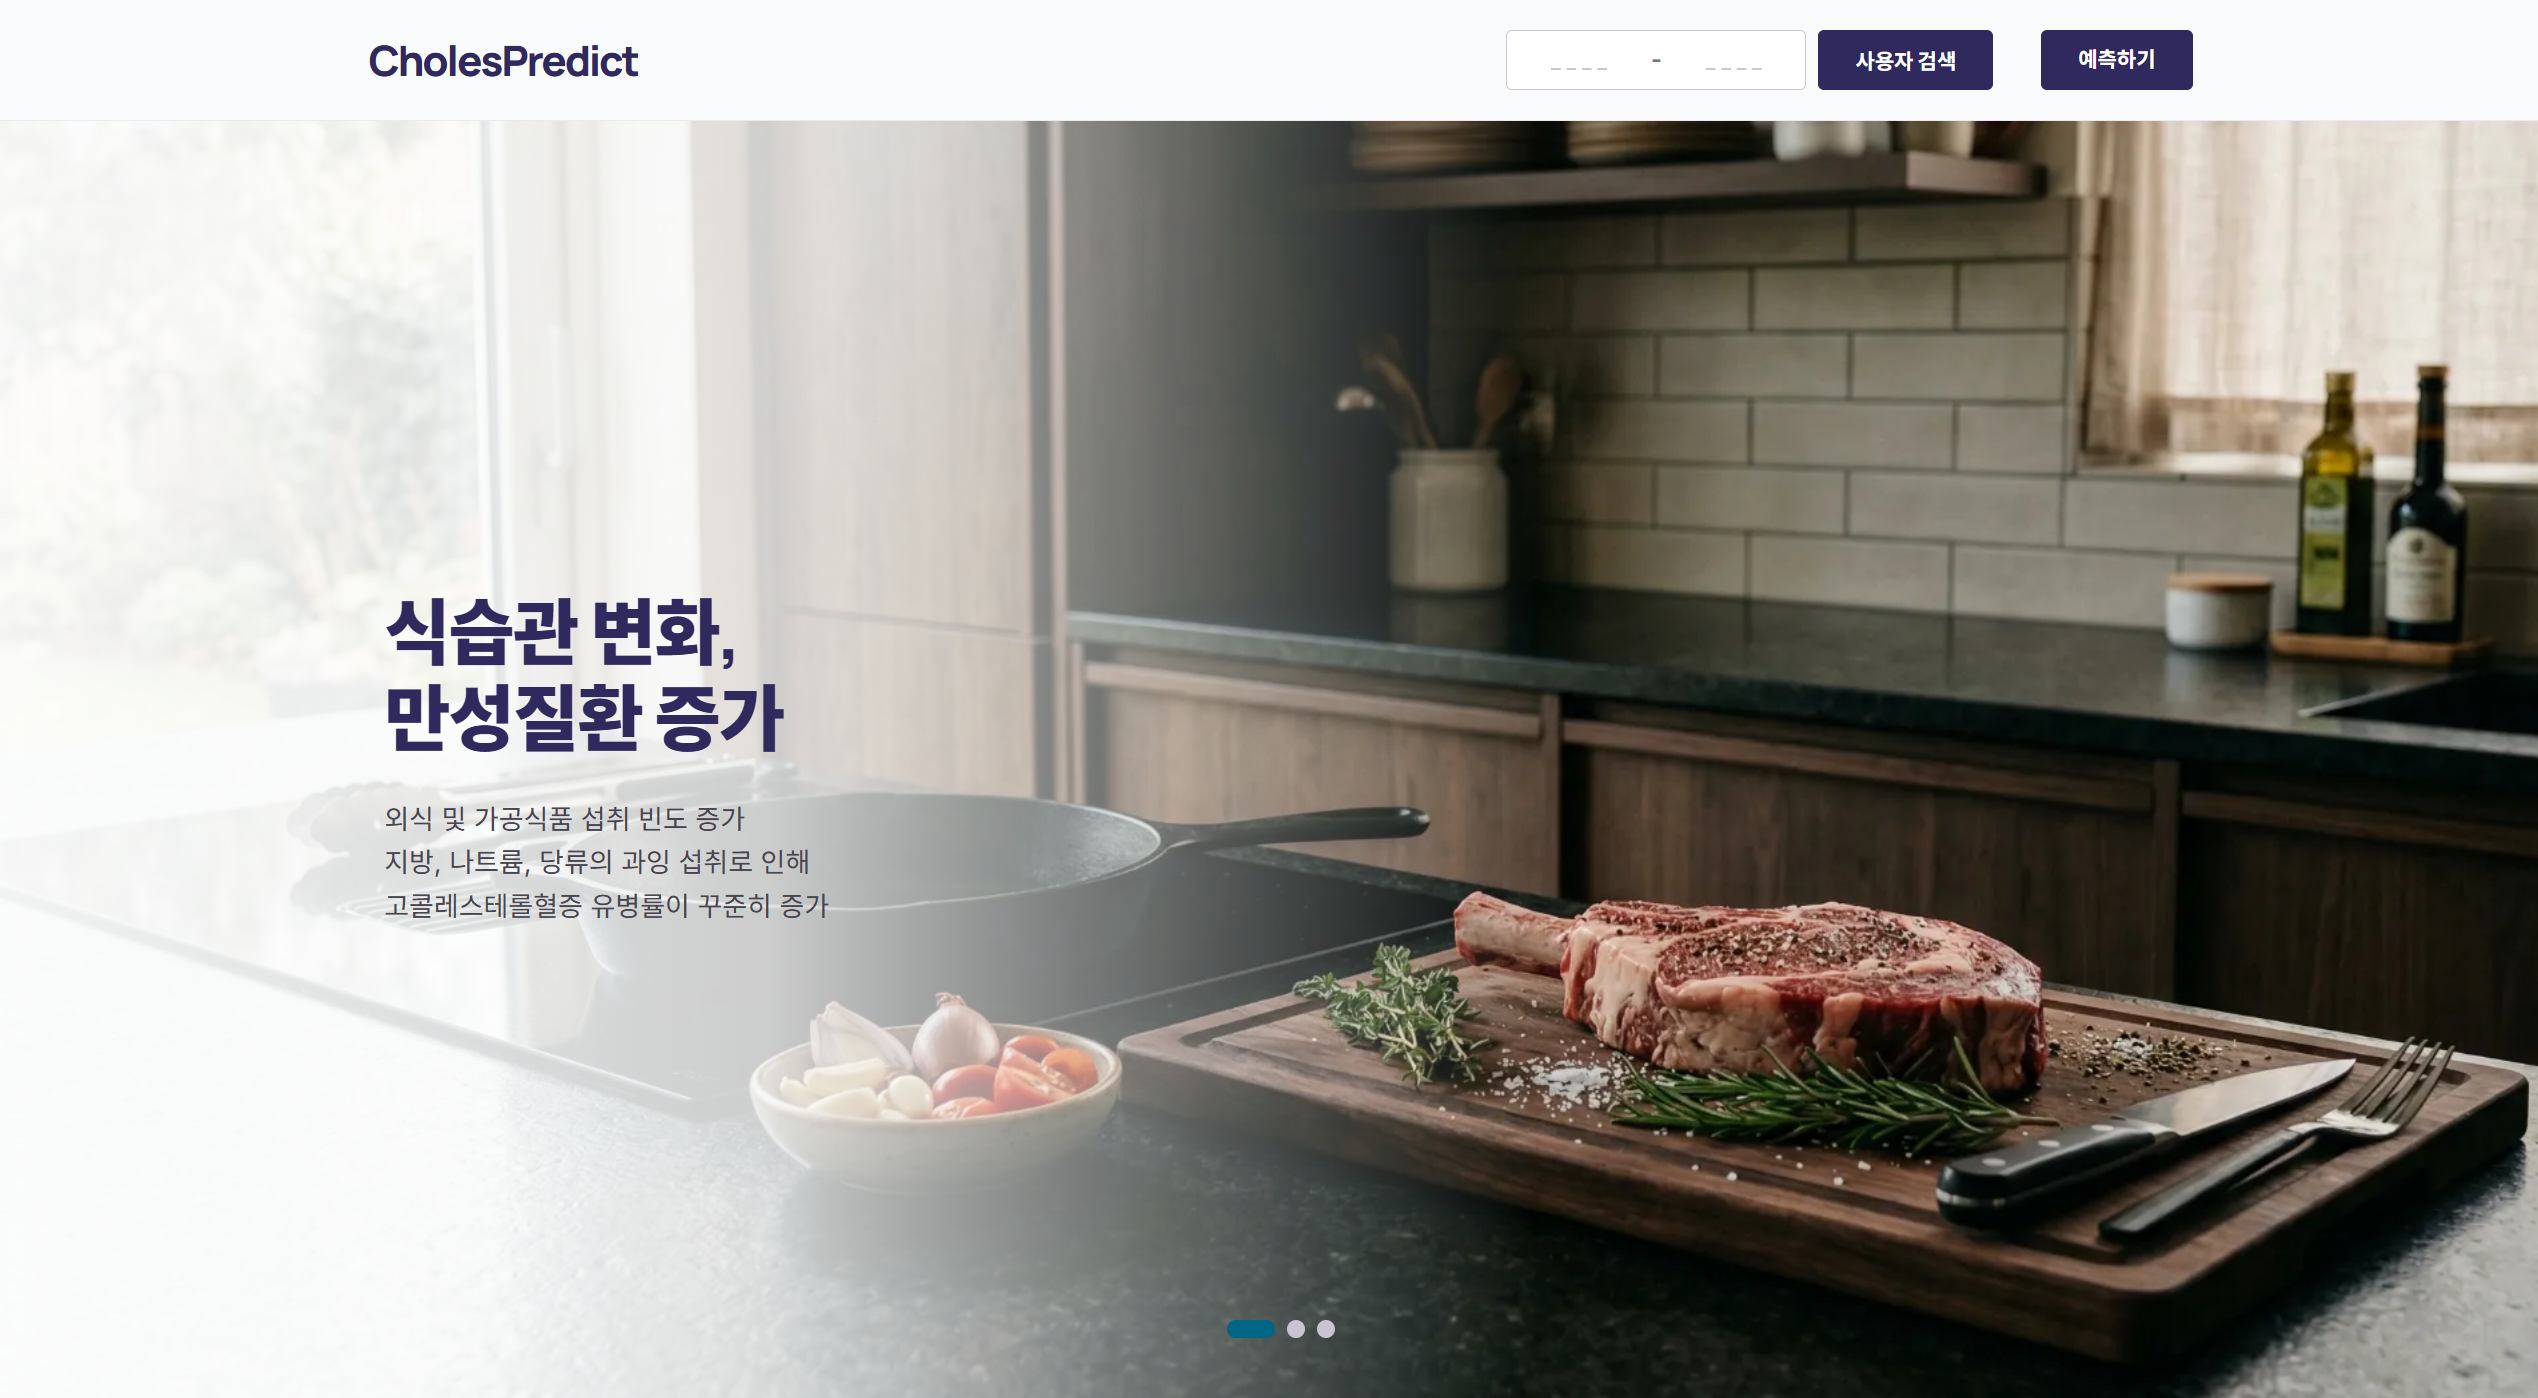 CholesPredict
____ - ____
사용자 검색
예측하기
식습관 변화,
만성질환 증가
외식 및 가공식품 섭취 빈도 증가
지방, 나트륨, 당류의 과잉 섭취로 인해
고콜레스테롤혈증 유병률이 꾸준히 증가